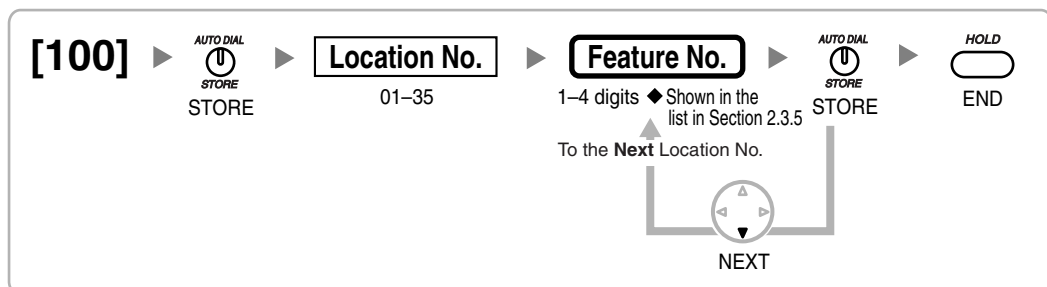 [100]
AUTO DIAL
STORE
STORE
Location No.
01–35
Feature No.
1–4 digits ◆ Shown in the
list in Section 2.3.5
To the Next Location No.
NEXT
AUTO DIAL
STORE
STORE
HOLD
END